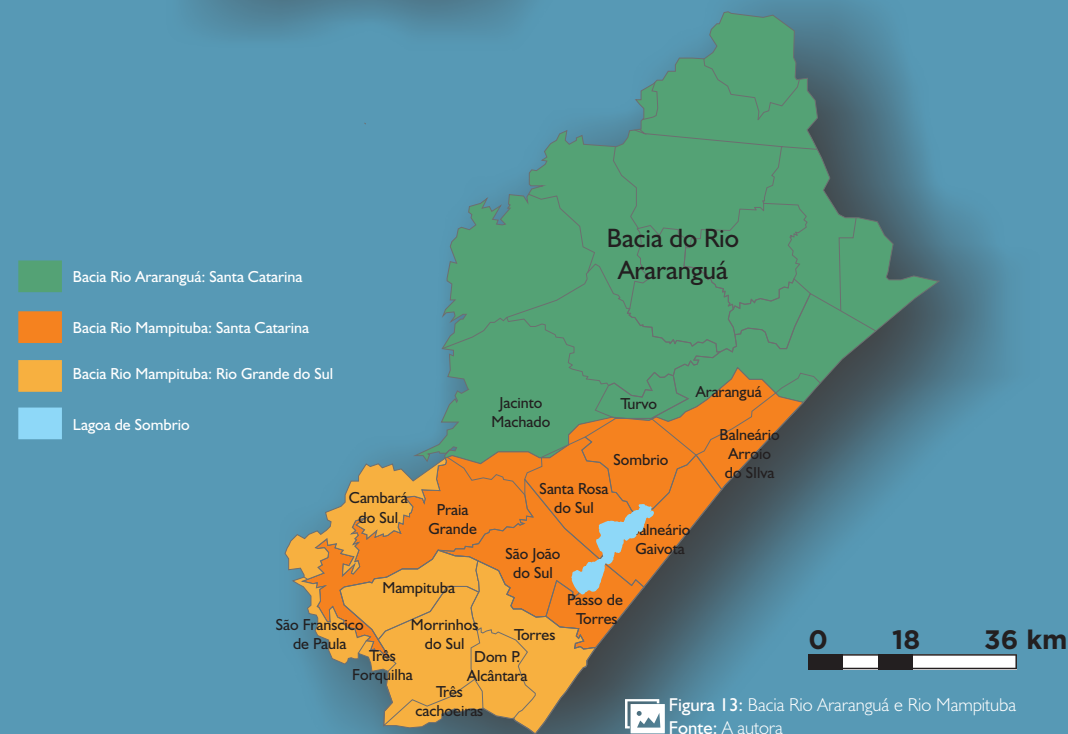 Bacia do Rio
Araranguá
Bacia Rio Araranguá: Santa Catarina
Bacia Rio Mampituba: Santa Catarina
Bacia Rio Mampituba: Rio Grande do Sul
Lagoa de Sombrio
Jacinto
Machado
Turvo
Araranguá
Balneário
Arroio
do SIlva
Sombrio
Santa Rosa
do Sul
Cambará
do Sul
Praia
Grande
alneário
Gaivota
São João
do Sul
Mampituba
Passo de
Torres
São Franscico
de Paula
Morrinhos
do Sul
Torres
Três
Forquilha
Dom P.
Alcântara
Três
cachoeiras
0 18 36 km
Figura 13: Bacia Rio Araranguá e Rio Mampituba
Fonte: A autora